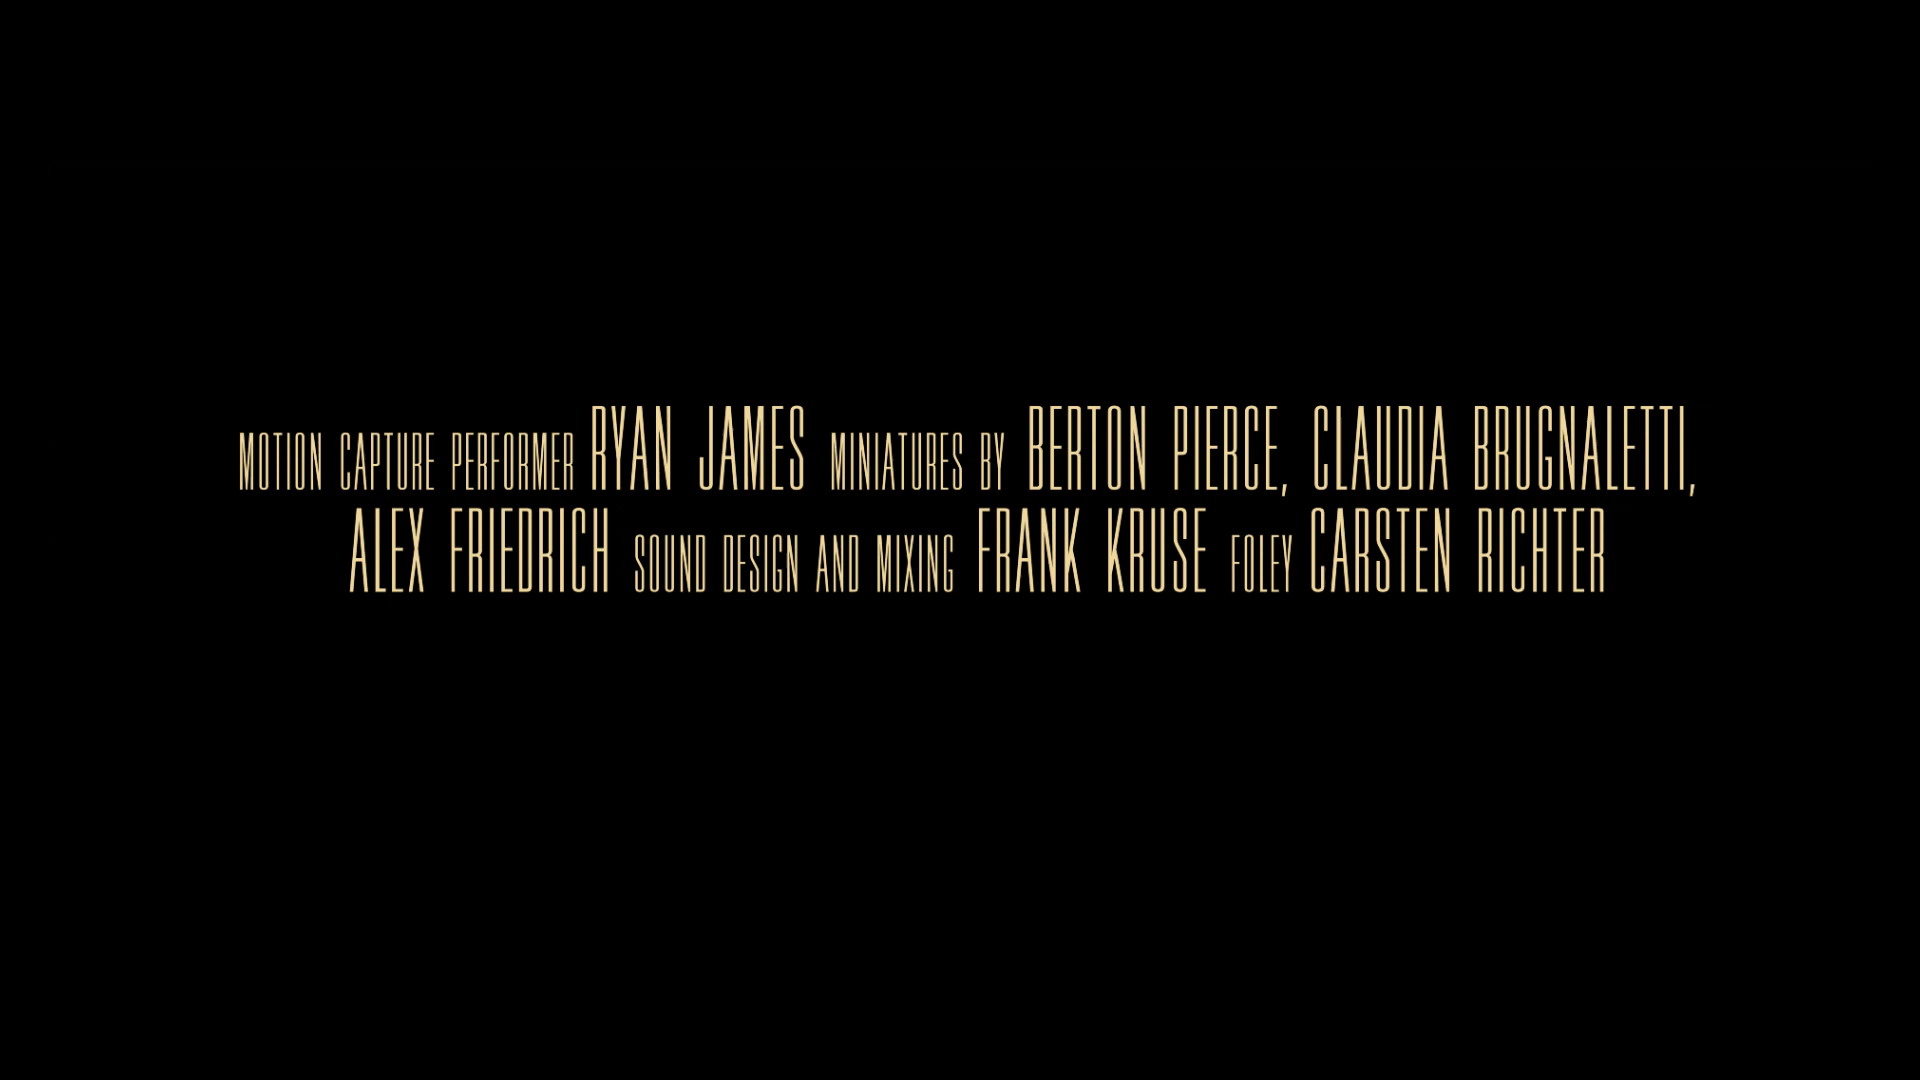 MOTION CAPTURE PERFORMER RYAN JAMES MINIATURES BY BERTON PIERCE, CLAUDIA BRUGNALETTI,
ALEX FRIEDRICH SOUND DESIGN AND MIXING FRANK KRUSE FOLEY CARSTEN RICHTER